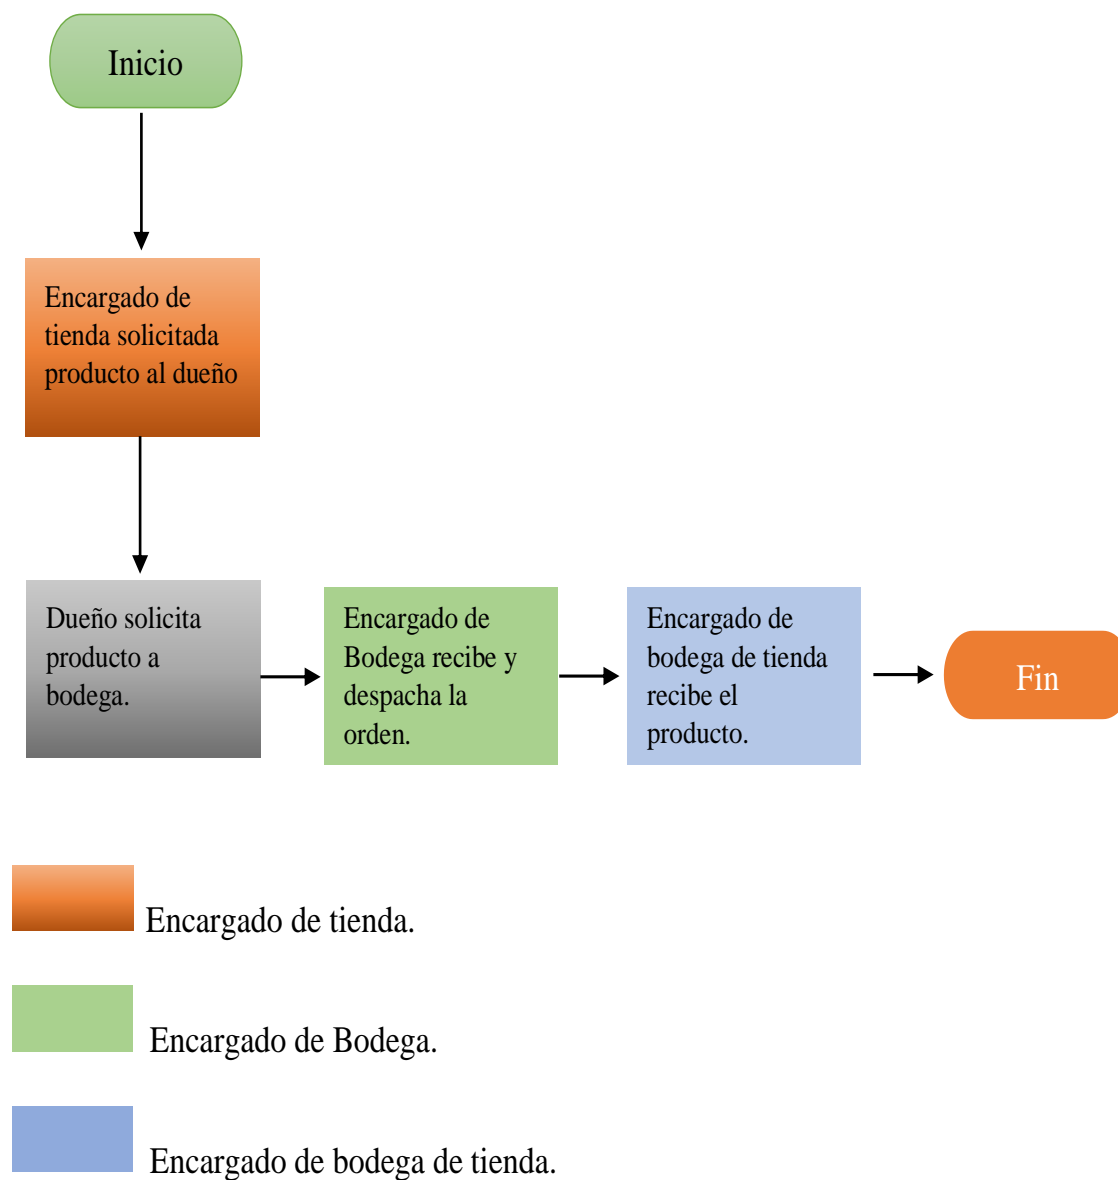 Inicio
Encargado de
tienda solicitada
producto al dueño
Dueño solicita
producto a
bodega.
Encargado de
Bodega recibe y
despacha la
orden.
Encargado de
bodega de tienda
recibe el
producto.
Fin
Encargado de tienda.
Encargado de Bodega.
Encargado de bodega de tienda.